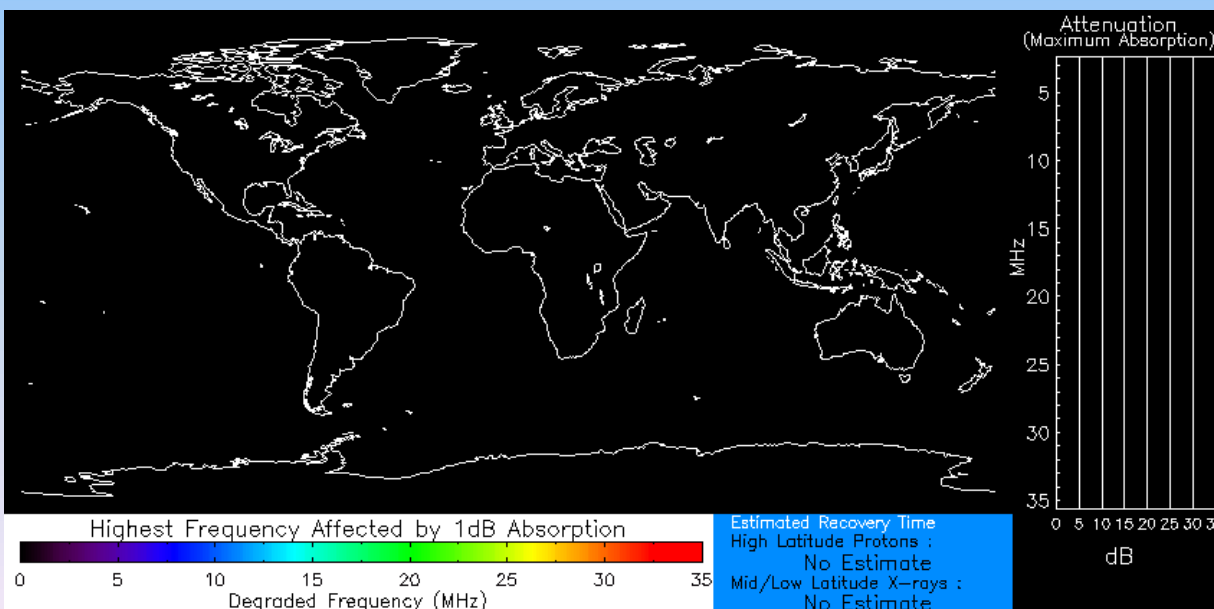 Attenuation
(Maximum Absorption)
5
10
15
20
25
30
35
MHz
0 5 10 15 20 25 30
dB
Highest Frequency Affected by 1dB Absorption
0 5 10 15 20 25 30 35
Degraded Frequency (MHz)
Estimated Recovery Time
High Latitude Protons :
No Estimate
Mid/Low Latitude X-rays :
No Estimate